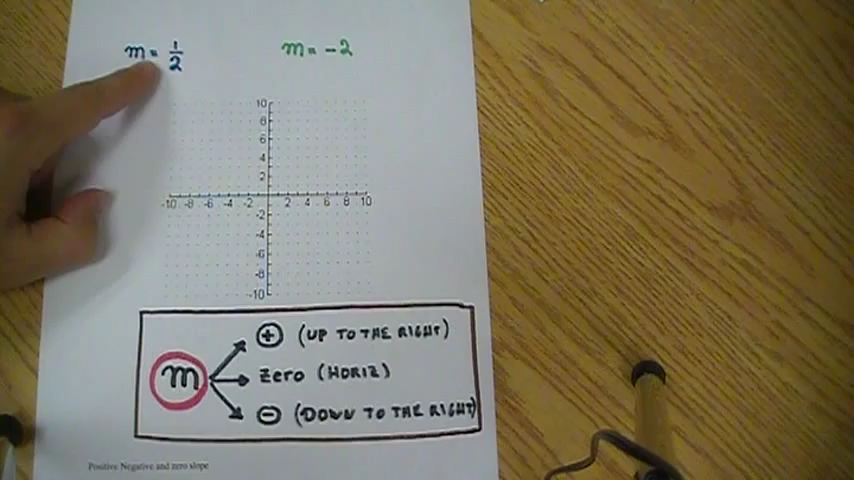 m = 1/2
m = -2
10
8
6
4
2
-10 -8 -6 -4 -2 2 4 6 8 10
-2
-4
-6
-8
-10
+ (UP TO THE RIGHT)
m → zero (HORIZ)
- (DOWN TO THE RIGHT)
Positive Negative and zero slope